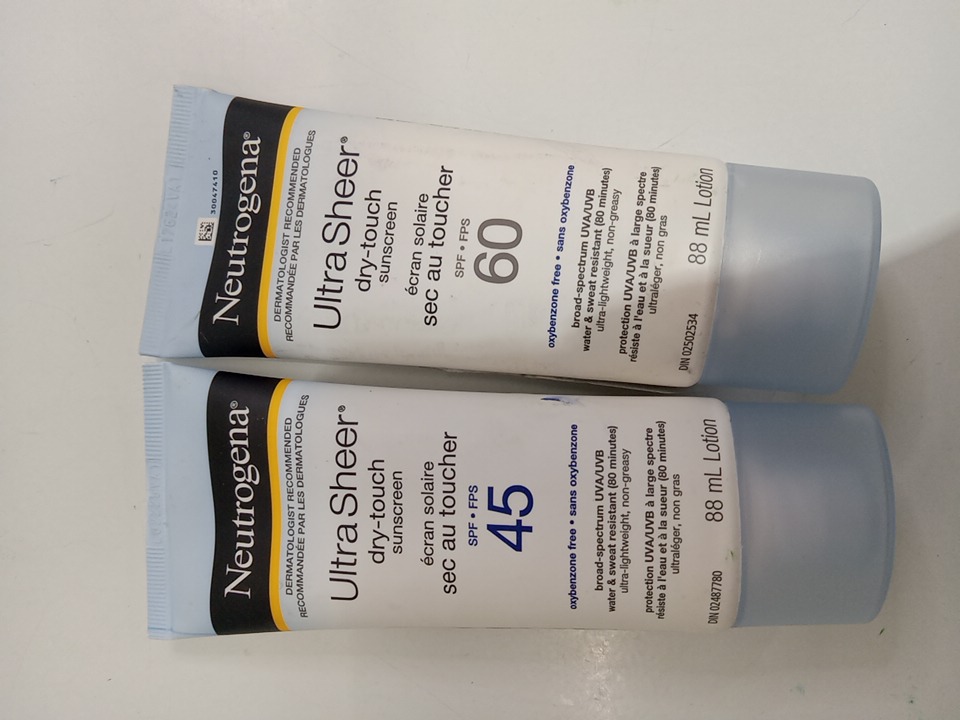 30047410
Neutrogena®
DERMATOLOGIST RECOMMENDED
RECOMMANDÉE PAR LES DERMATOLOGUES
Ultra Sheer®
dry-touch
sunscreen
écran solaire
sec au toucher
SPF • FPS
60
oxybenzone free • sans oxybenzone
broad-spectrum UVA/UVB
water & sweat resistant (80 minutes)
ultra-lightweight, non-greasy
protection UVA/UVB à large spectre
résiste à l'eau et à la sueur (80 minutes)
ultraléger, non gras
DIN 02502534
88 mL Lotion
Neutrogena®
DERMATOLOGIST RECOMMENDED
RECOMMANDÉE PAR LES DERMATOLOGUES
Ultra Sheer®
dry-touch
sunscreen
écran solaire
sec au toucher
SPF • FPS
45
oxybenzone free • sans oxybenzone
broad-spectrum UVA/UVB
water & sweat resistant (80 minutes)
ultra-lightweight, non-greasy
protection UVA/UVB à large spectre
résiste à l'eau et à la sueur (80 minutes)
ultraléger, non gras
DIN 02487780
88 mL Lotion